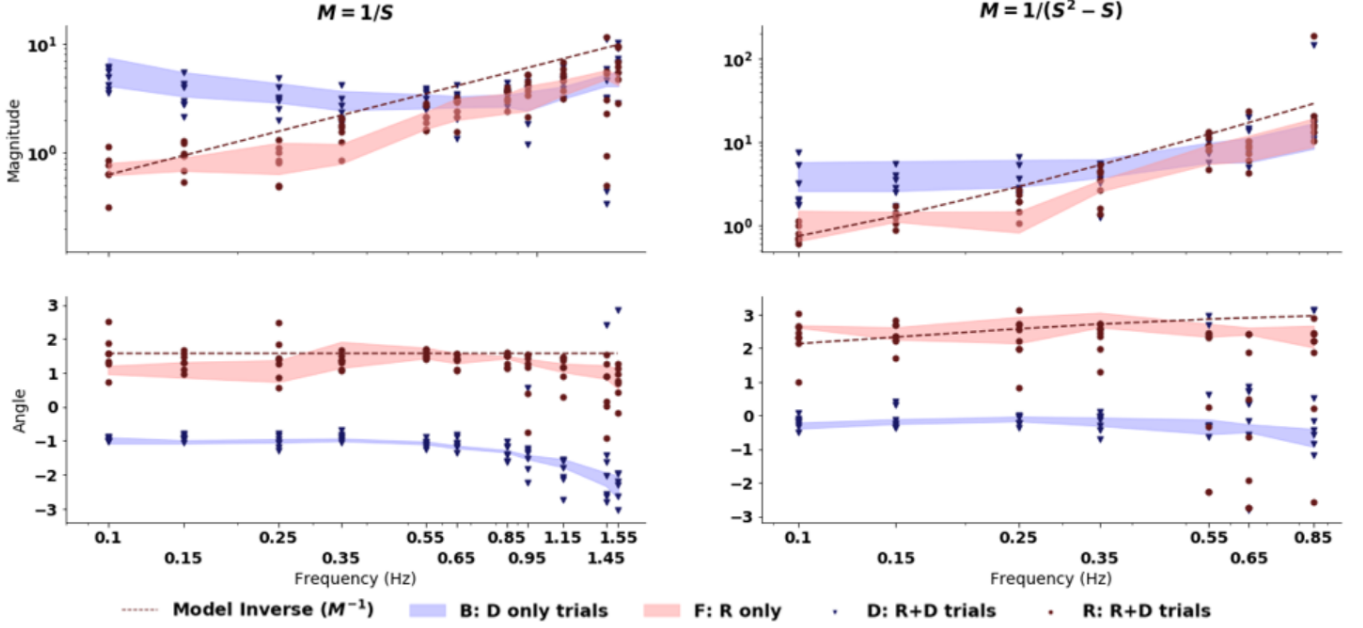 M = 1/S
M = 1/(S² − S)
Magnitude
10¹
10⁰
10²
10¹
10⁰
Angle
3
2
1
0
−1
−2
−3
3
2
1
0
−1
−2
−3
0.1 0.25 0.35 0.55 0.85 1.15 1.55
0.15 0.65 0.95 1.45
Frequency (Hz)
0.1 0.25 0.55 0.85
0.15 0.35 0.65
Frequency (Hz)
Model Inverse (M⁻¹) B: D only trials F: R only D: R+D trials R: R+D trials